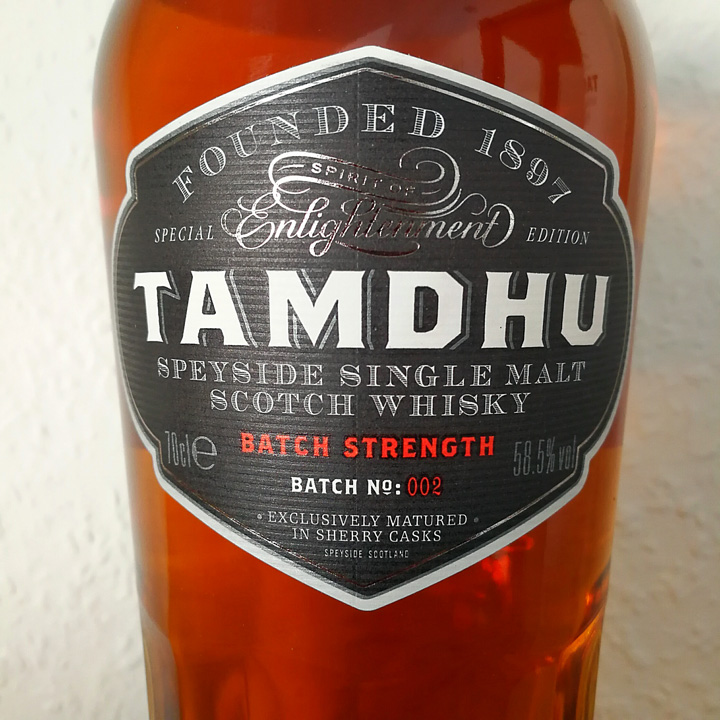 FOUNDED 1897
SPIRIT OF
Enlightenment
SPECIAL EDITION
TAMDHU
SPEYSIDE SINGLE MALT
SCOTCH WHISKY
BATCH STRENGTH
70cl e 58.5% vol
BATCH Nº: 002
• EXCLUSIVELY MATURED •
IN SHERRY CASKS
SPEYSIDE SCOTLAND